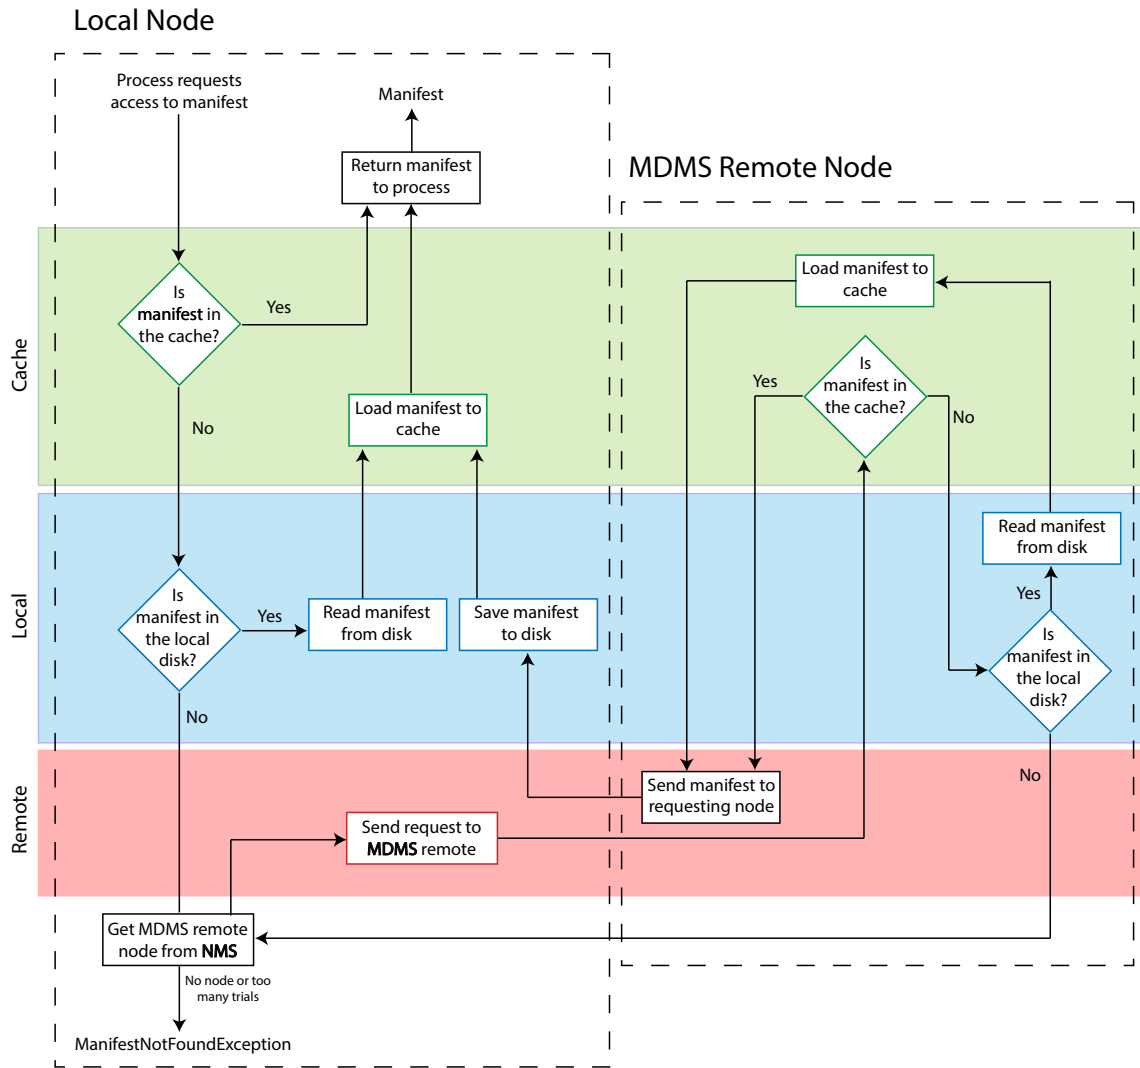 Local Node
Process requests
access to manifest
Manifest
Return manifest
to process
MDMS Remote Node
Cache
Is
manifest in
the cache?
Yes
No
Load manifest to
cache
Load manifest to
cache
Is
manifest in
the cache?
Yes
No
Local
Is
manifest in
the local
disk?
Yes
No
Read manifest
from disk
Save manifest
to disk
Read manifest
from disk
Yes
Is
manifest in
the local
disk?
No
Remote
Send manifest to
requesting node
Send request to
MDMS remote
Get MDMS remote
node from NMS
No node or too
many trials
ManifestNotFoundException